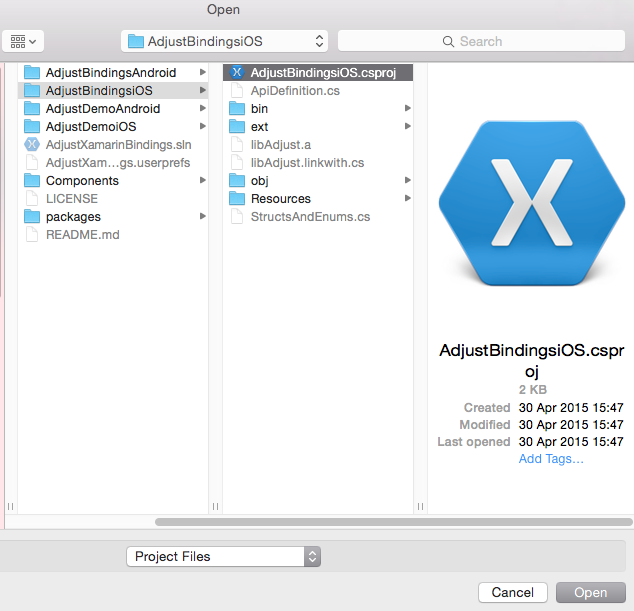 Open
AdjustBindingsiOS
Search
AdjustBindingsAndroid
AdjustBindingsiOS
AdjustDemoAndroid
AdjustDemoiOS
AdjustXamarinBindings.sln
AdjustXam...gs.userprefs
Components
LICENSE
packages
README.md
AdjustBindingsiOS.csproj
ApiDefinition.cs
bin
ext
libAdjust.a
libAdjust.linkwith.cs
obj
Resources
StructsAndEnums.cs
AdjustBindingsiOS.cspr
oj
2 KB
Created 30 Apr 2015 15:47
Modified 30 Apr 2015 15:47
Last opened 30 Apr 2015 15:47
Add Tags...
Project Files
Cancel
Open